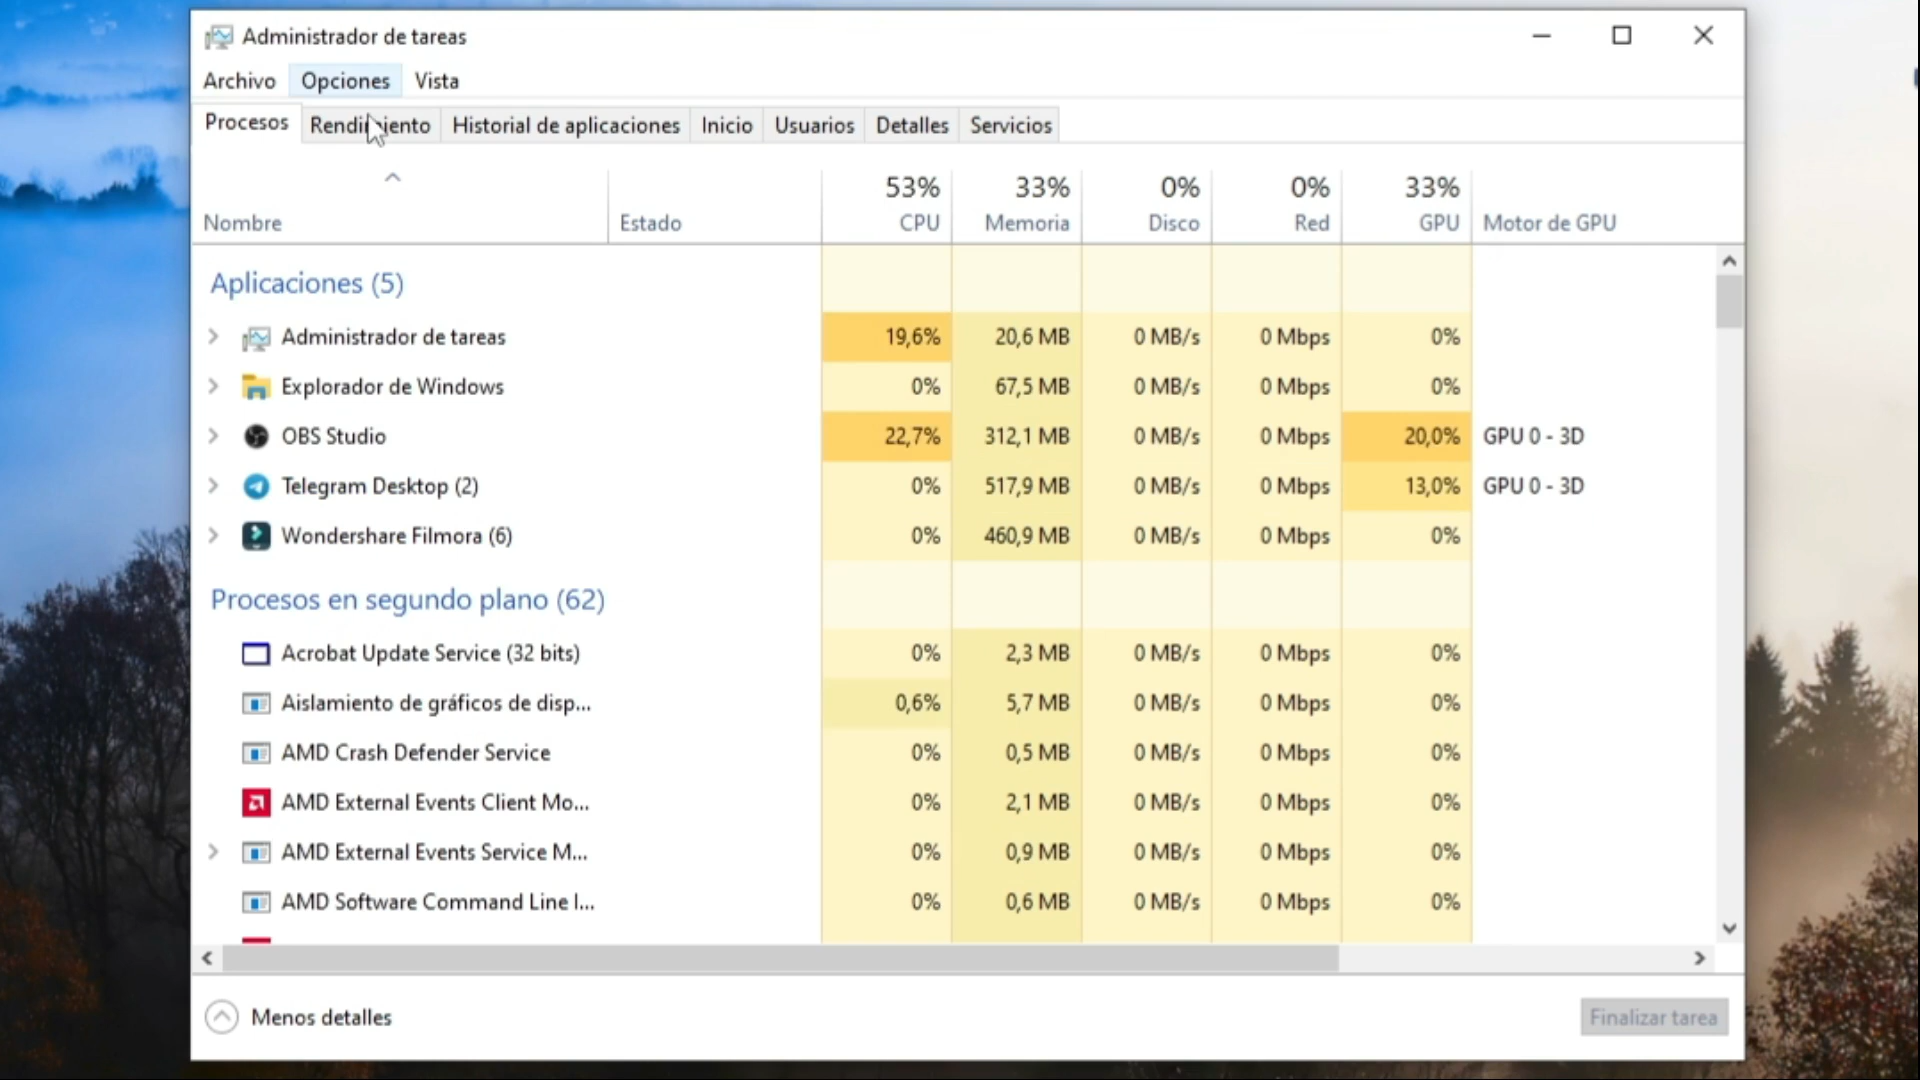 Administrador de tareas
Archivo Opciones Vista
Procesos Rendimiento Historial de aplicaciones Inicio Usuarios Detalles Servicios
53% 33% 0% 0% 33%
Nombre Estado CPU Memoria Disco Red GPU Motor de GPU
Aplicaciones (5)
Administrador de tareas 19,6% 20,6 MB 0 MB/s 0 Mbps 0%
Explorador de Windows 0% 67,5 MB 0 MB/s 0 Mbps 0%
OBS Studio 22,7% 312,1 MB 0 MB/s 0 Mbps 20,0% GPU 0 - 3D
Telegram Desktop (2) 0% 517,9 MB 0 MB/s 0 Mbps 13,0% GPU 0 - 3D
Wondershare Filmora (6) 0% 460,9 MB 0 MB/s 0 Mbps 0%
Procesos en segundo plano (62)
Acrobat Update Service (32 bits) 0% 2,3 MB 0 MB/s 0 Mbps 0%
Aislamiento de gráficos de disp... 0,6% 5,7 MB 0 MB/s 0 Mbps 0%
AMD Crash Defender Service 0% 0,5 MB 0 MB/s 0 Mbps 0%
AMD External Events Client Mo... 0% 2,1 MB 0 MB/s 0 Mbps 0%
AMD External Events Service M... 0% 0,9 MB 0 MB/s 0 Mbps 0%
AMD Software Command Line I... 0% 0,6 MB 0 MB/s 0 Mbps 0%
Menos detalles Finalizar tarea